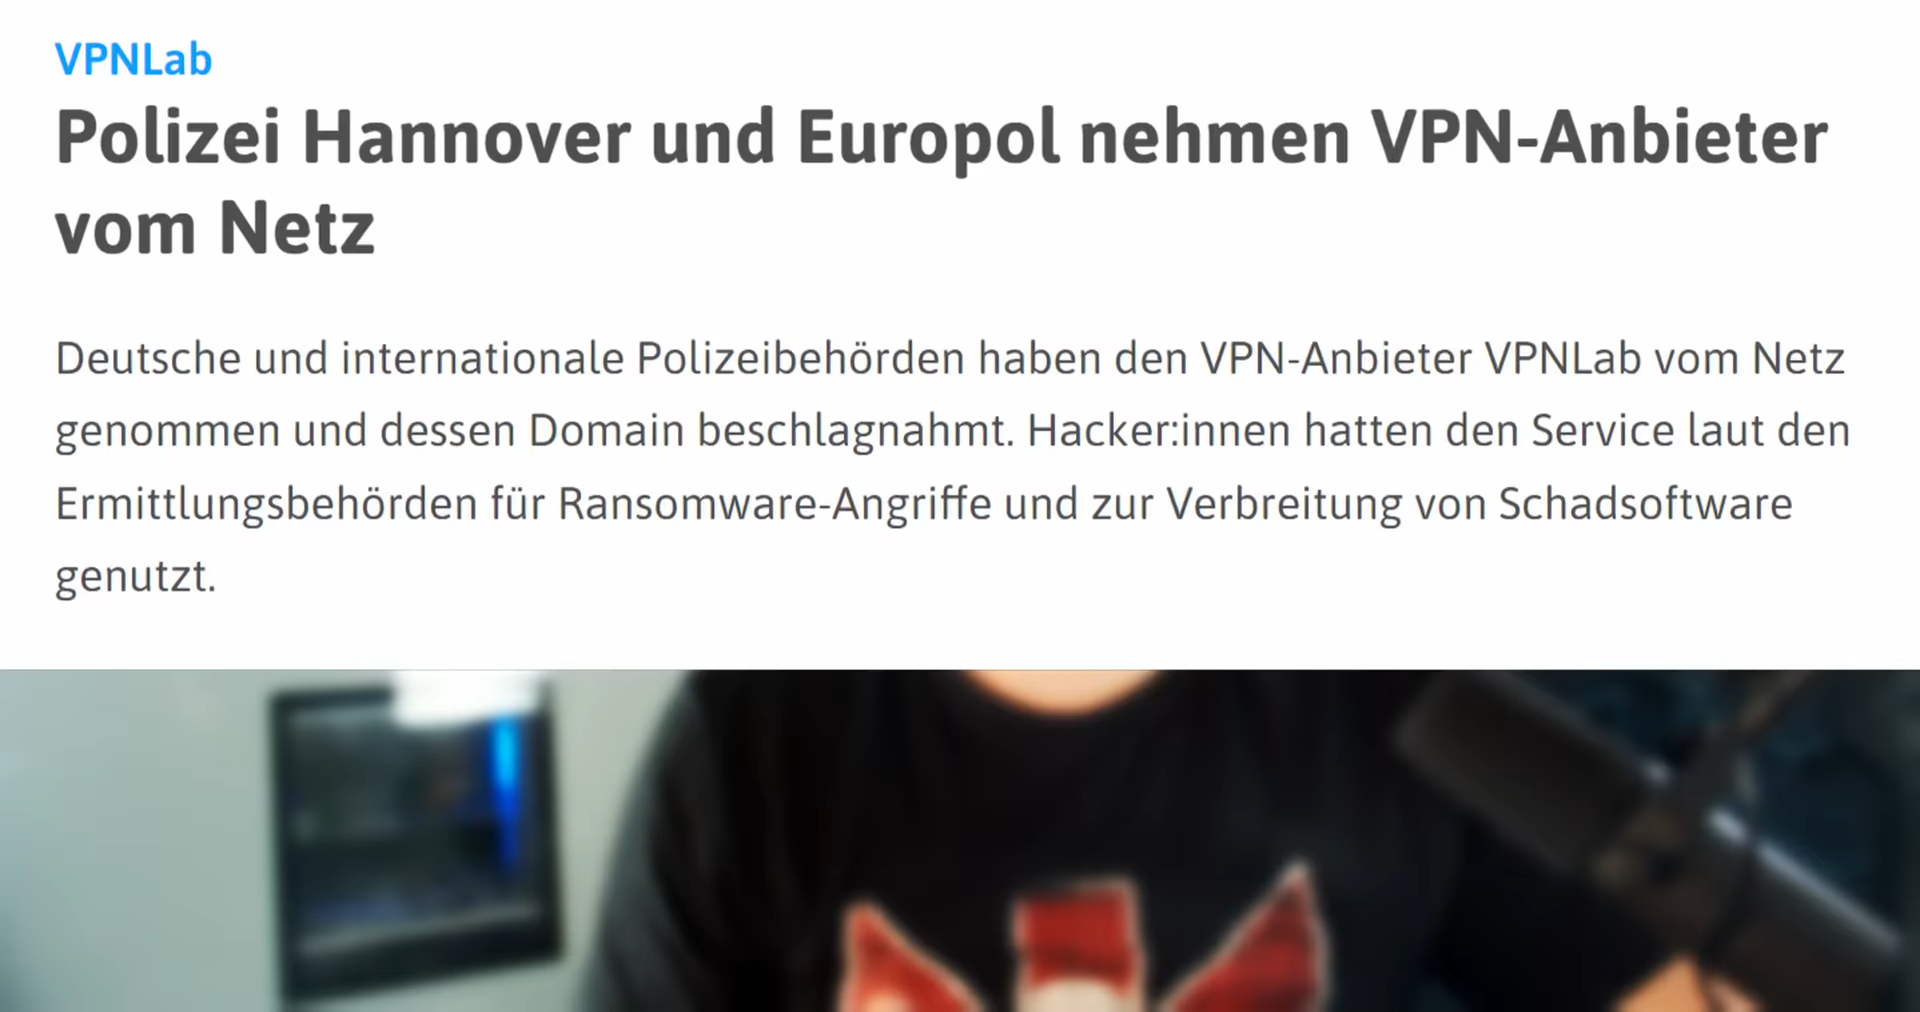 VPNLab
Polizei Hannover und Europol nehmen VPN-Anbieter
vom Netz
Deutsche und internationale Polizeibehörden haben den VPN-Anbieter VPNLab vom Netz
genommen und dessen Domain beschlagnahmt. Hacker:innen hatten den Service laut den
Ermittlungsbehörden für Ransomware-Angriffe und zur Verbreitung von Schadsoftware
genutzt.